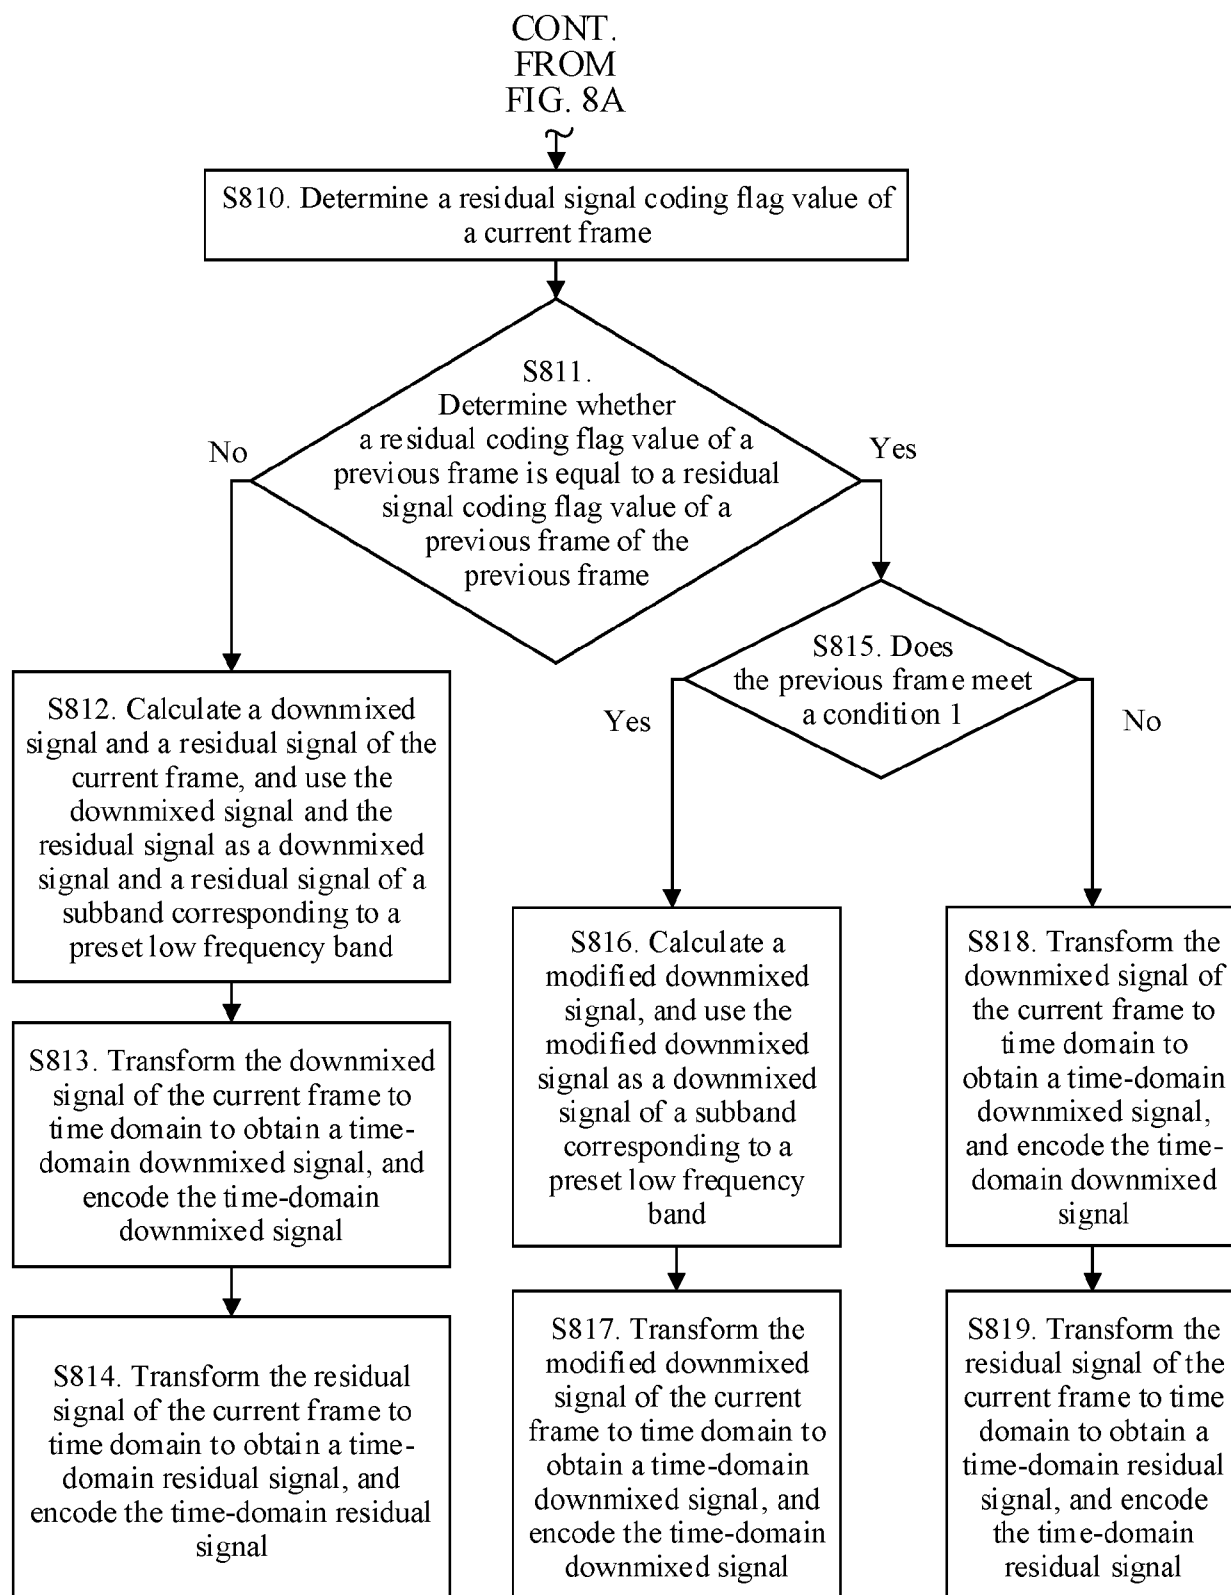 CONT.
FROM
FIG. 8A
S810. Determine a residual signal coding flag value of
a current frame
S811.
Determine whether
a residual coding flag value of a
previous frame is equal to a residual
signal coding flag value of a
previous frame of the
previous frame
No
Yes
S815. Does
the previous frame meet
a condition 1
Yes
No
S812. Calculate a downmixed
signal and a residual signal of the
current frame, and use the
downmixed signal and the
residual signal as a downmixed
signal and a residual signal of a
subband corresponding to a
preset low frequency band
S813. Transform the downmixed
signal of the current frame to
time domain to obtain a time-
domain downmixed signal, and
encode the time-domain
downmixed signal
S814. Transform the residual
signal of the current frame to
time domain to obtain a time-
domain residual signal, and
encode the time-domain residual
signal
S816. Calculate a
modified downmixed
signal, and use the
modified downmixed
signal as a downmixed
signal of a subband
corresponding to a
preset low frequency
band
S817. Transform the
modified downmixed
signal of the current
frame to time domain to
obtain a time-domain
downmixed signal, and
encode the time-domain
downmixed signal
S818. Transform the
downmixed signal of
the current frame to
time domain to
obtain a time-domain
downmixed signal,
and encode the time-
domain downmixed
signal
S819. Transform the
residual signal of the
current frame to time
domain to obtain a
time-domain residual
signal, and encode
the time-domain
residual signal